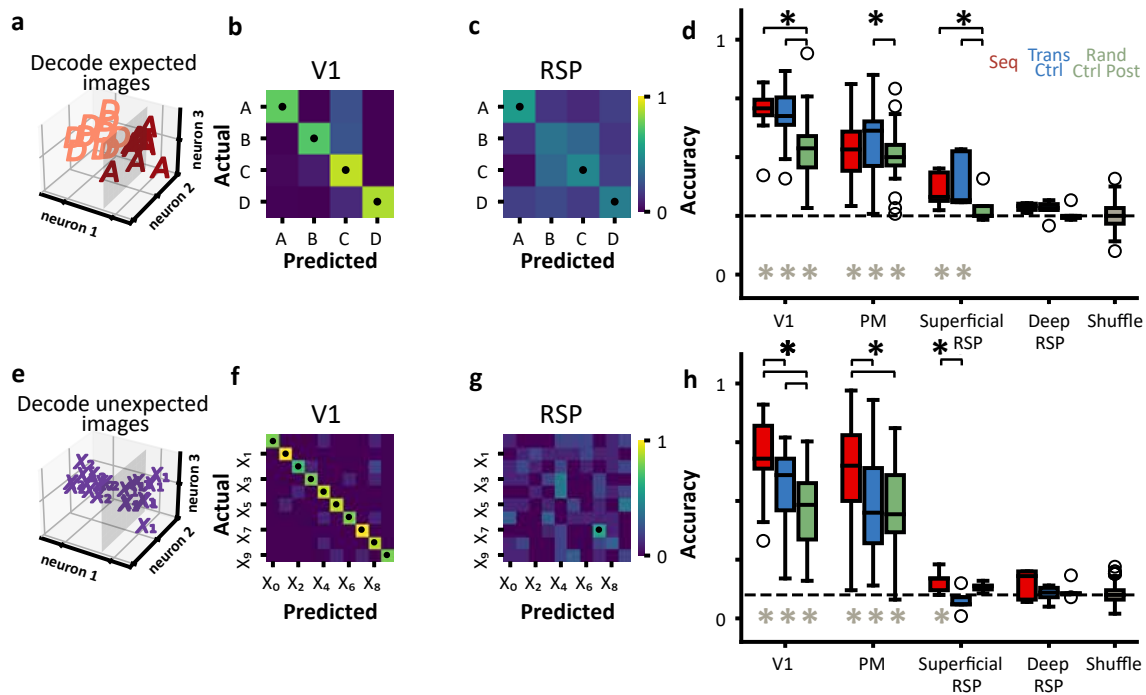 a
Decode expected
images
D D D D D D D
A A A A A A
neuron 1
neuron 2
neuron 3
b
V1
Actual
A
B
C
D
A B C D
Predicted
c
RSP
A
B
C
D
A B C D
Predicted
1
0
d
* * *
Seq
Trans
Ctrl
Rand
Ctrl Post
Accuracy
1
0
* * * * * * * *
V1 PM Superficial
RSP
Deep
RSP
Shuffle
e
Decode unexpected
images
X₂
X₁
X₁
neuron 1
neuron 2
neuron 3
f
V1
Actual
X₁
X₃
X₅
X₇
X₉
X₀ X₂ X₄ X₆ X₈
Predicted
g
RSP
X₁
X₃
X₅
X₇
X₉
X₀ X₂ X₄ X₆ X₈
Predicted
1
0
h
* * *
Accuracy
1
0
* * * * * * *
V1 PM Superficial
RSP
Deep
RSP
Shuffle